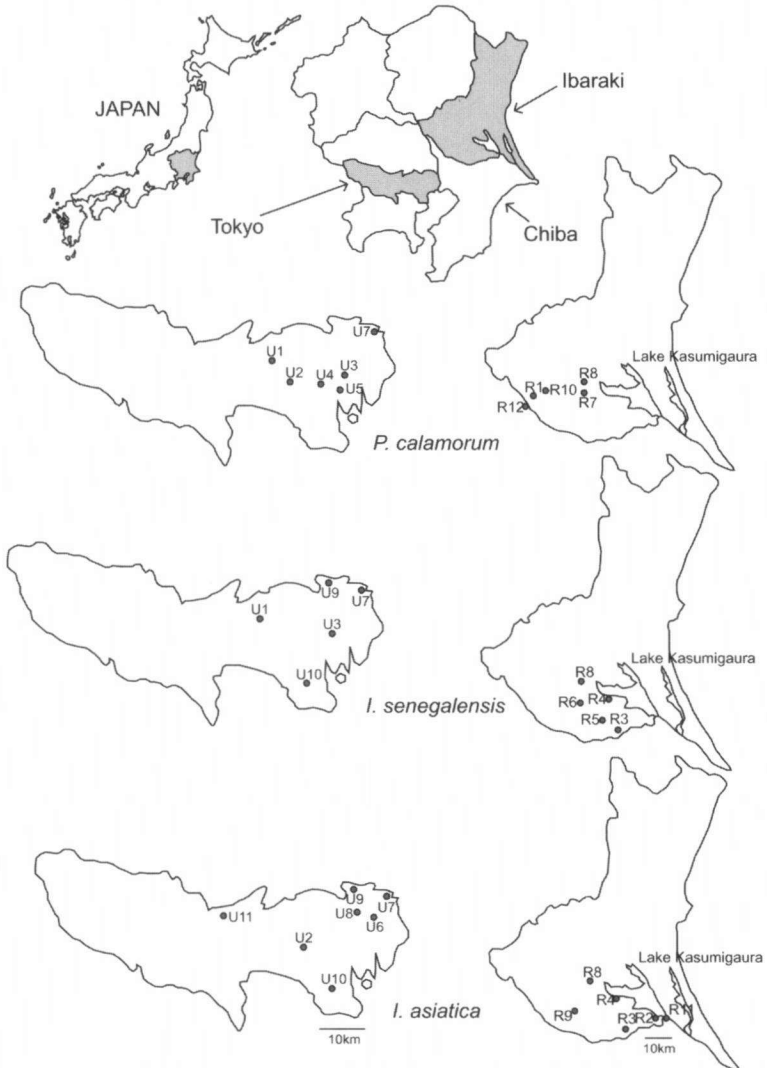 JAPAN
Ibaraki
Tokyo
Chiba
U7
U1
U2
U4
U3
U5
P. calamorum
Lake Kasumigaura
R8
R1
R10
R7
R12
U9
U7
U1
U3
U10
I. senegalensis
Lake Kasumigaura
R8
R6
R4
R5
R3
U11
U9
U7
U8
U6
U2
U10
I. asiatica
10km
Lake Kasumigaura
R8
R4
R9
R3
R2
R11
10km